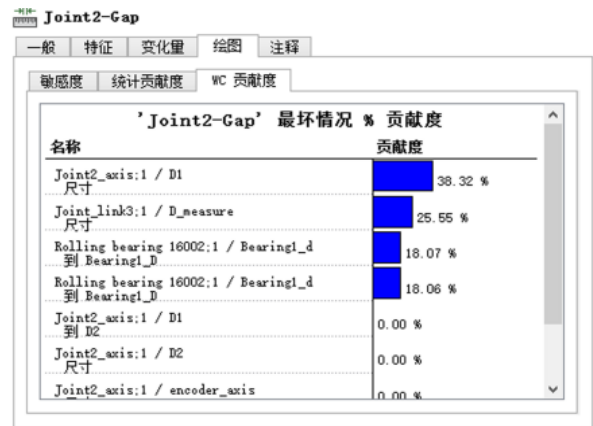 Joint2-Gap
一般 特征 变化量 绘图 注释
敏感度 统计贡献度 WC 贡献度
'Joint2-Gap' 最坏情况 % 贡献度
名称 贡献度
Joint2_axis;1 / D1
尺寸
38.32 %
Joint_link3;1 / D_measure
尺寸
25.55 %
Rolling bearing 16002;1 / Bearing1_d
到 Bearing1_D
18.07 %
Rolling bearing 16002;1 / Bearing1_d
到 Bearing1_D
18.06 %
Joint2_axis;1 / D1
到 D2
0.00 %
Joint2_axis;1 / D2
尺寸
0.00 %
Joint2_axis;1 / encoder_axis
0.00 %